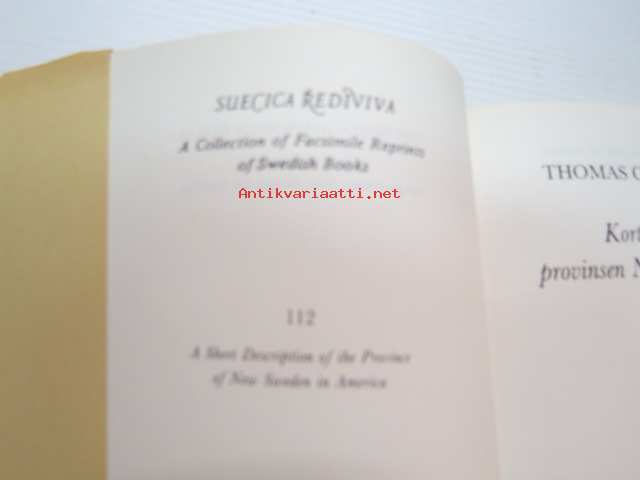 SUECICA REDIVIVA
A Collection of Facsimile Reprints
of Swedish Books
Antikvariaatti.net
112
A Short Description of the Province
of New Sweden in America
THOMAS
Kort
provinsen N